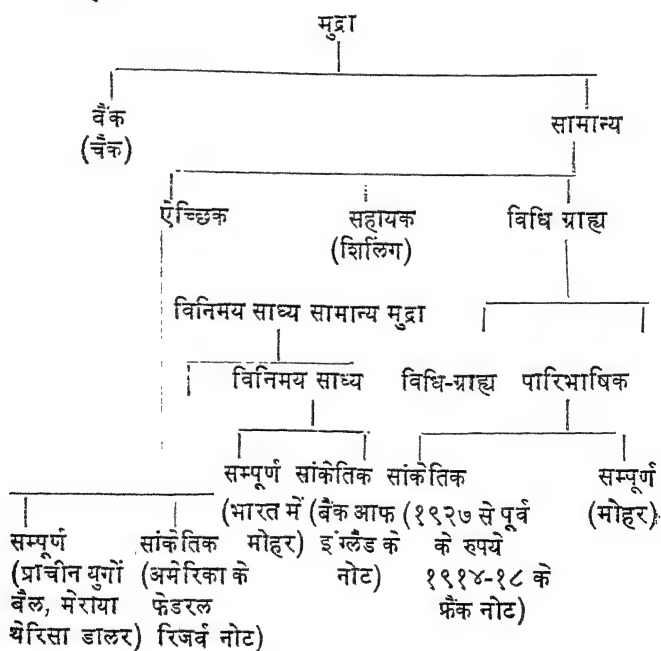 मुद्रा
बैंक सामान्य
(चैक)
ऐच्छिक सहायक विधि ग्राह्य
(शिलिंग)
विनिमय साध्य सामान्य मुद्रा
विनिमय साध्य विधि-ग्राह्य पारिभाषिक
सम्पूर्ण सांकेतिक सांकेतिक सम्पूर्ण
(भारत में (बैंक आफ (१९२७ से पूर्व (मोहर)
सम्पूर्ण सांकेतिक मोहर) इंग्लैंड के के रुपये
(प्राचीन युगों (अमेरिका के नोट) १९१४-१८ के
बैल, मेराया फेडरल फ्रैंक नोट)
थेरिसा डालर) रिजर्व नोट)